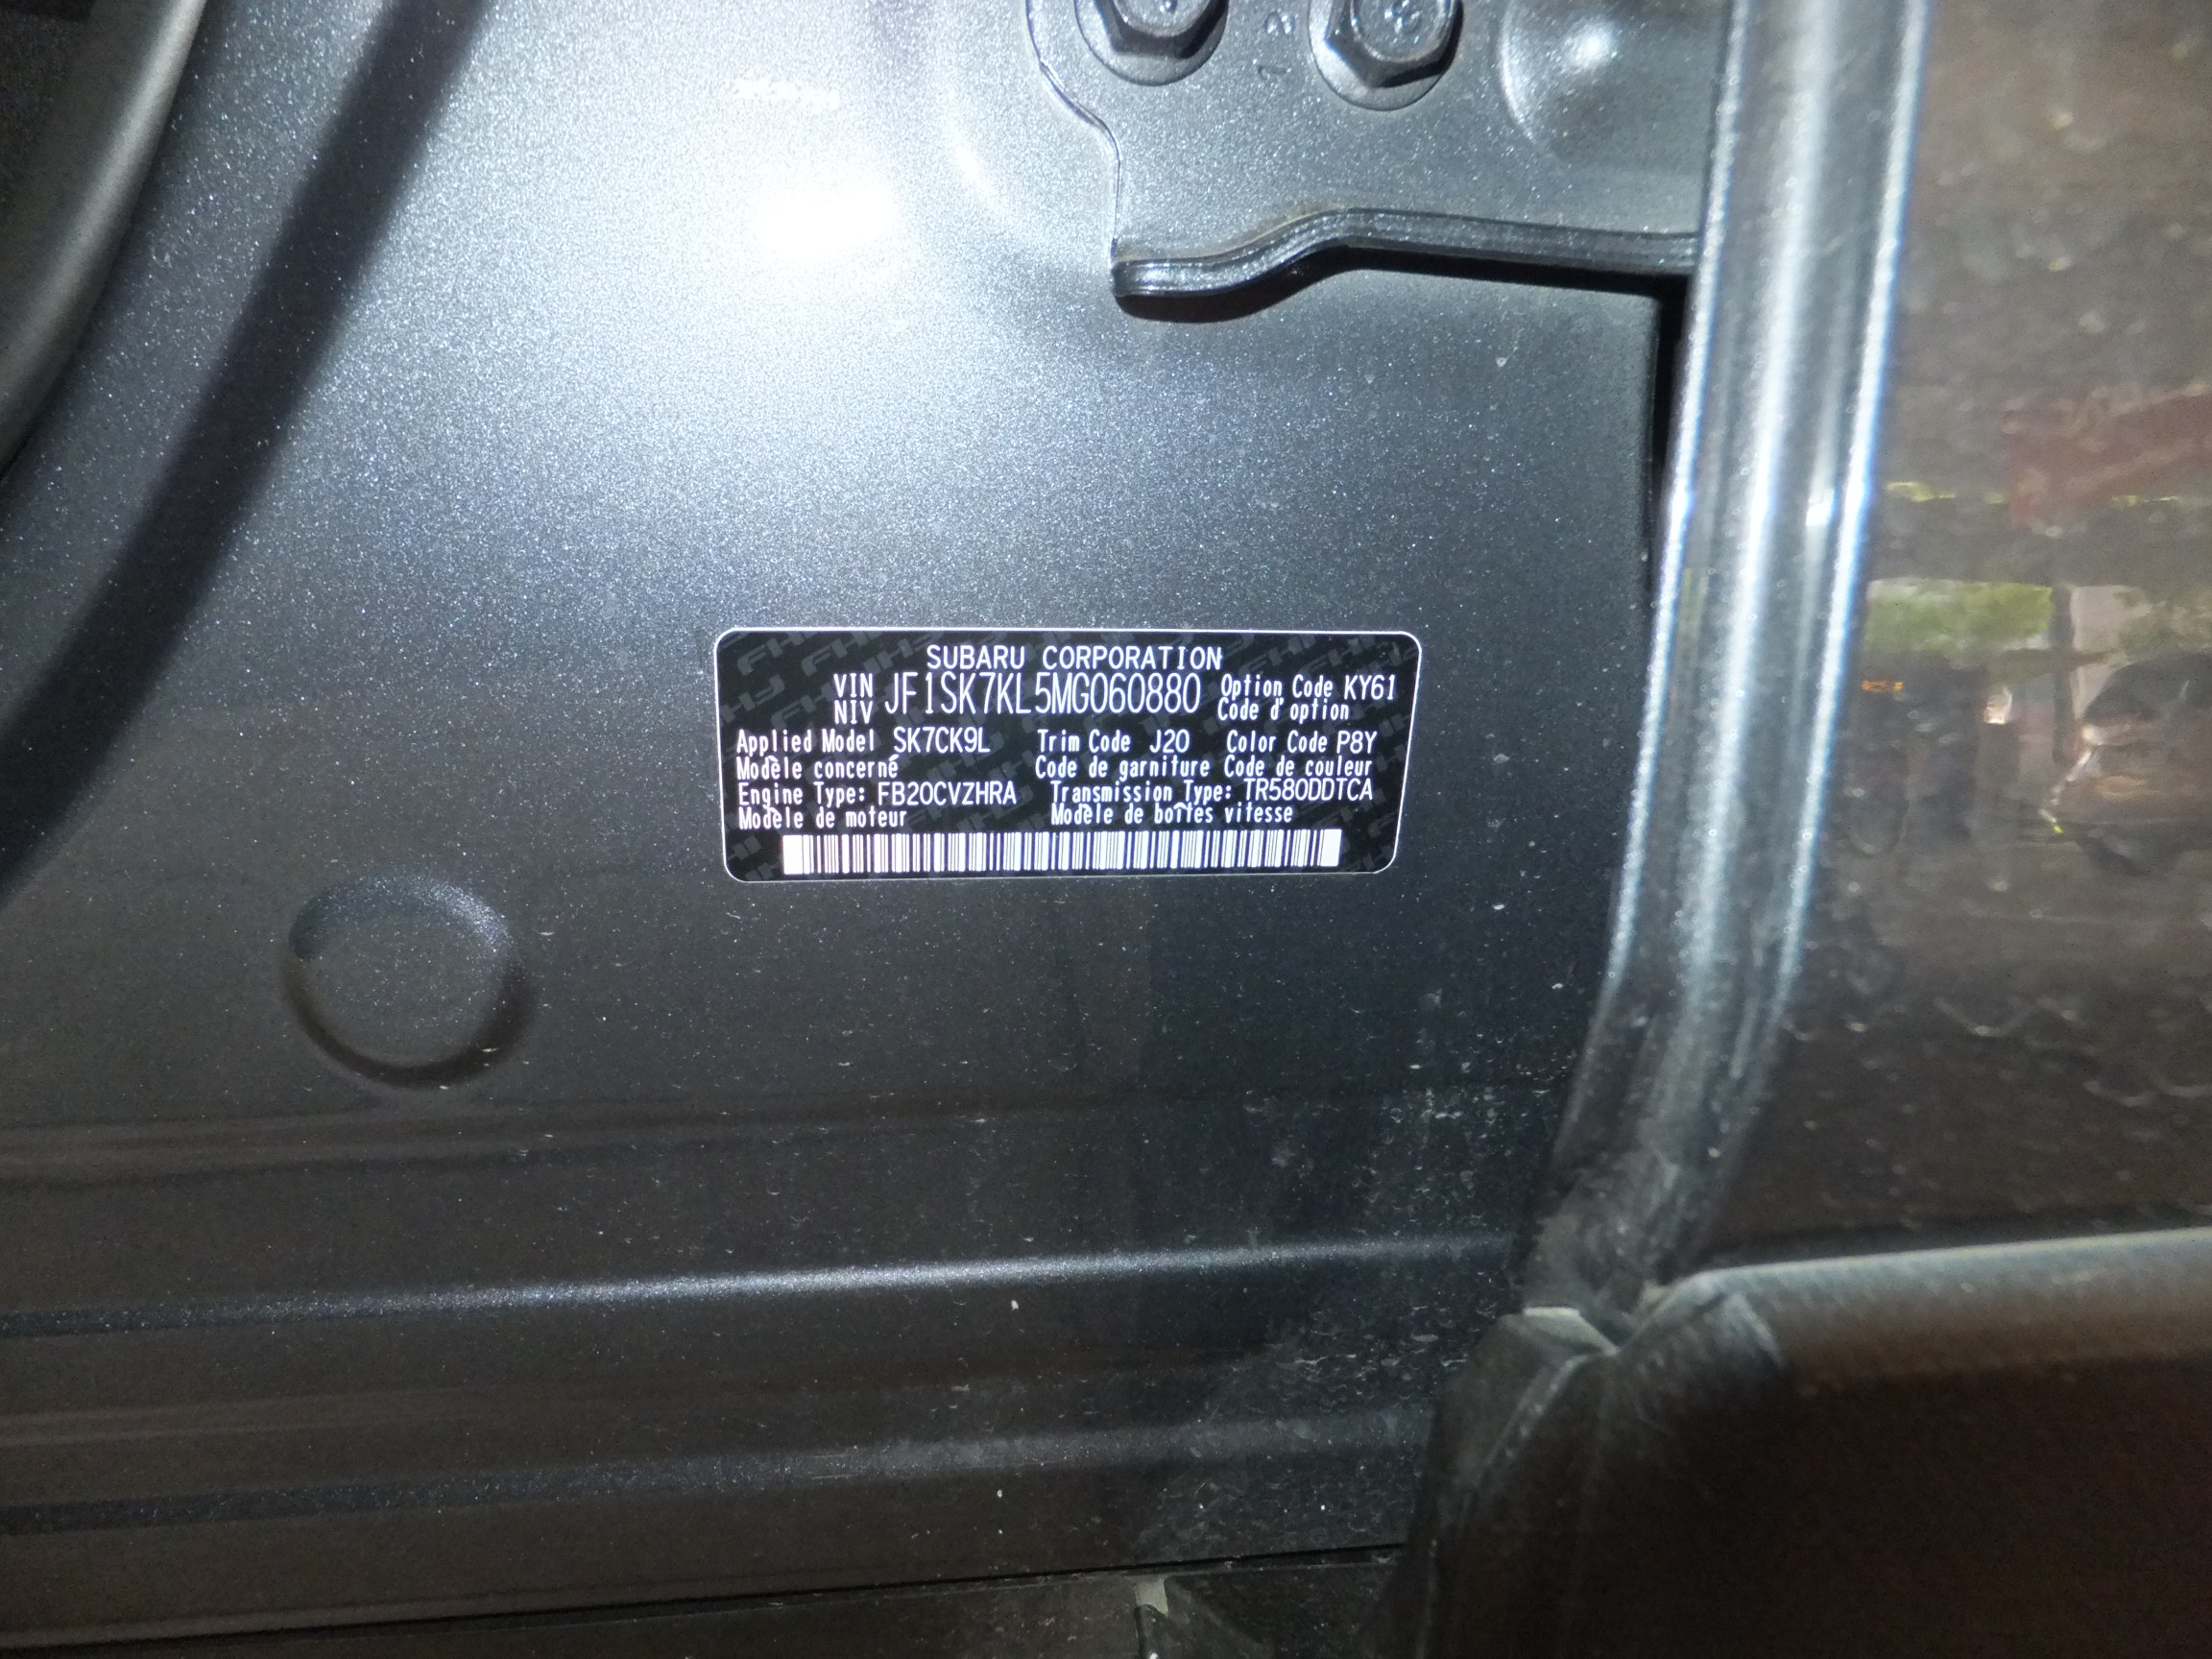 SUBARU CORPORATION
VIN JF1SK7KL5MG060880 Option Code KY61
NIV Code d'option
Applied Model SK7CK9L Trim Code J20 Color Code P8Y
Modèle concerné Code de garniture Code de couleur
Engine Type: FB20CVZHRA Transmission Type: TR580DDTCA
Modèle de moteur Modèle de boîtes vitesse